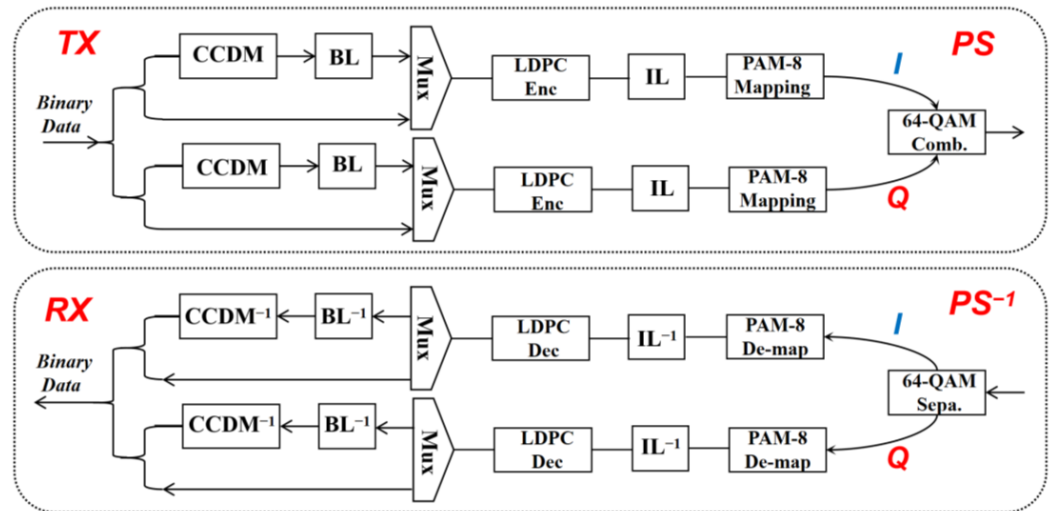 TX
PS
Binary
Data
CCDM
BL
Mux
LDPC
Enc
IL
PAM-8
Mapping
I
64-QAM
Comb.
CCDM
BL
Mux
LDPC
Enc
IL
PAM-8
Mapping
Q
RX
PS⁻¹
Binary
Data
CCDM⁻¹
BL⁻¹
Mux
LDPC
Dec
IL⁻¹
PAM-8
De-map
I
64-QAM
Sepa.
CCDM⁻¹
BL⁻¹
Mux
LDPC
Dec
IL⁻¹
PAM-8
De-map
Q